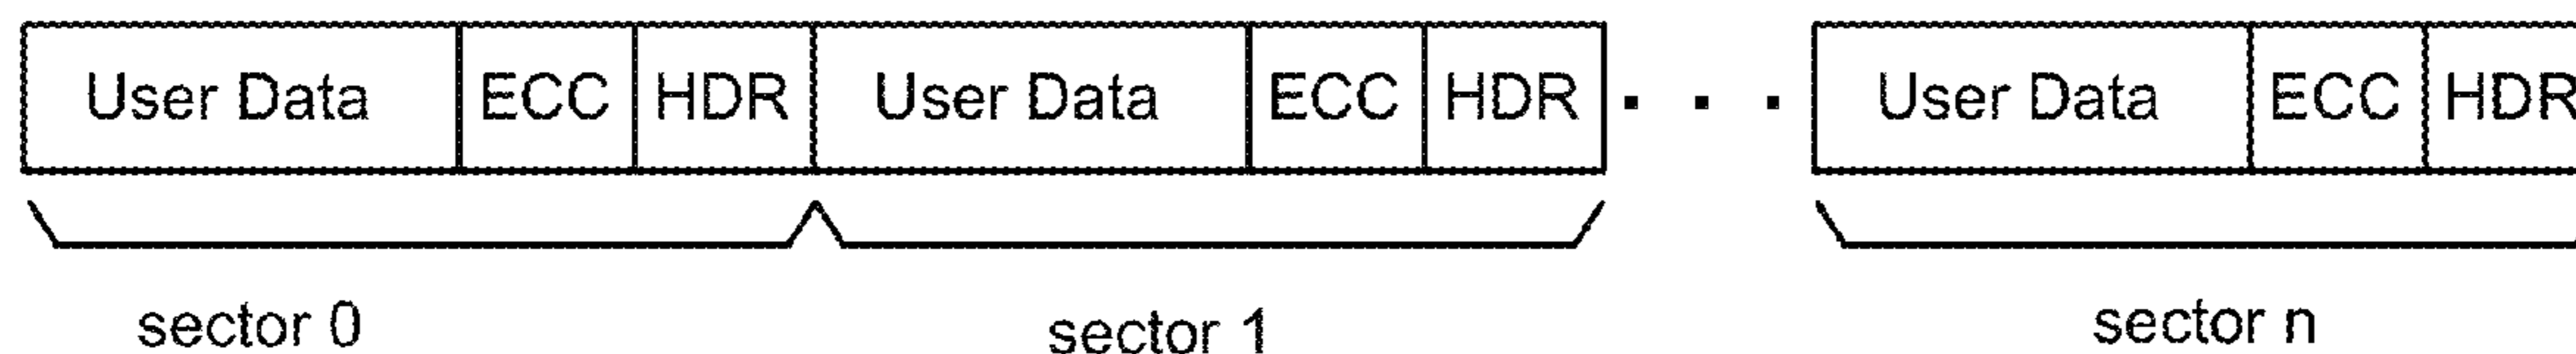 User Data ECC HDR User Data ECC HDR . . . User Data ECC HDR
sector 0 sector 1 sector n